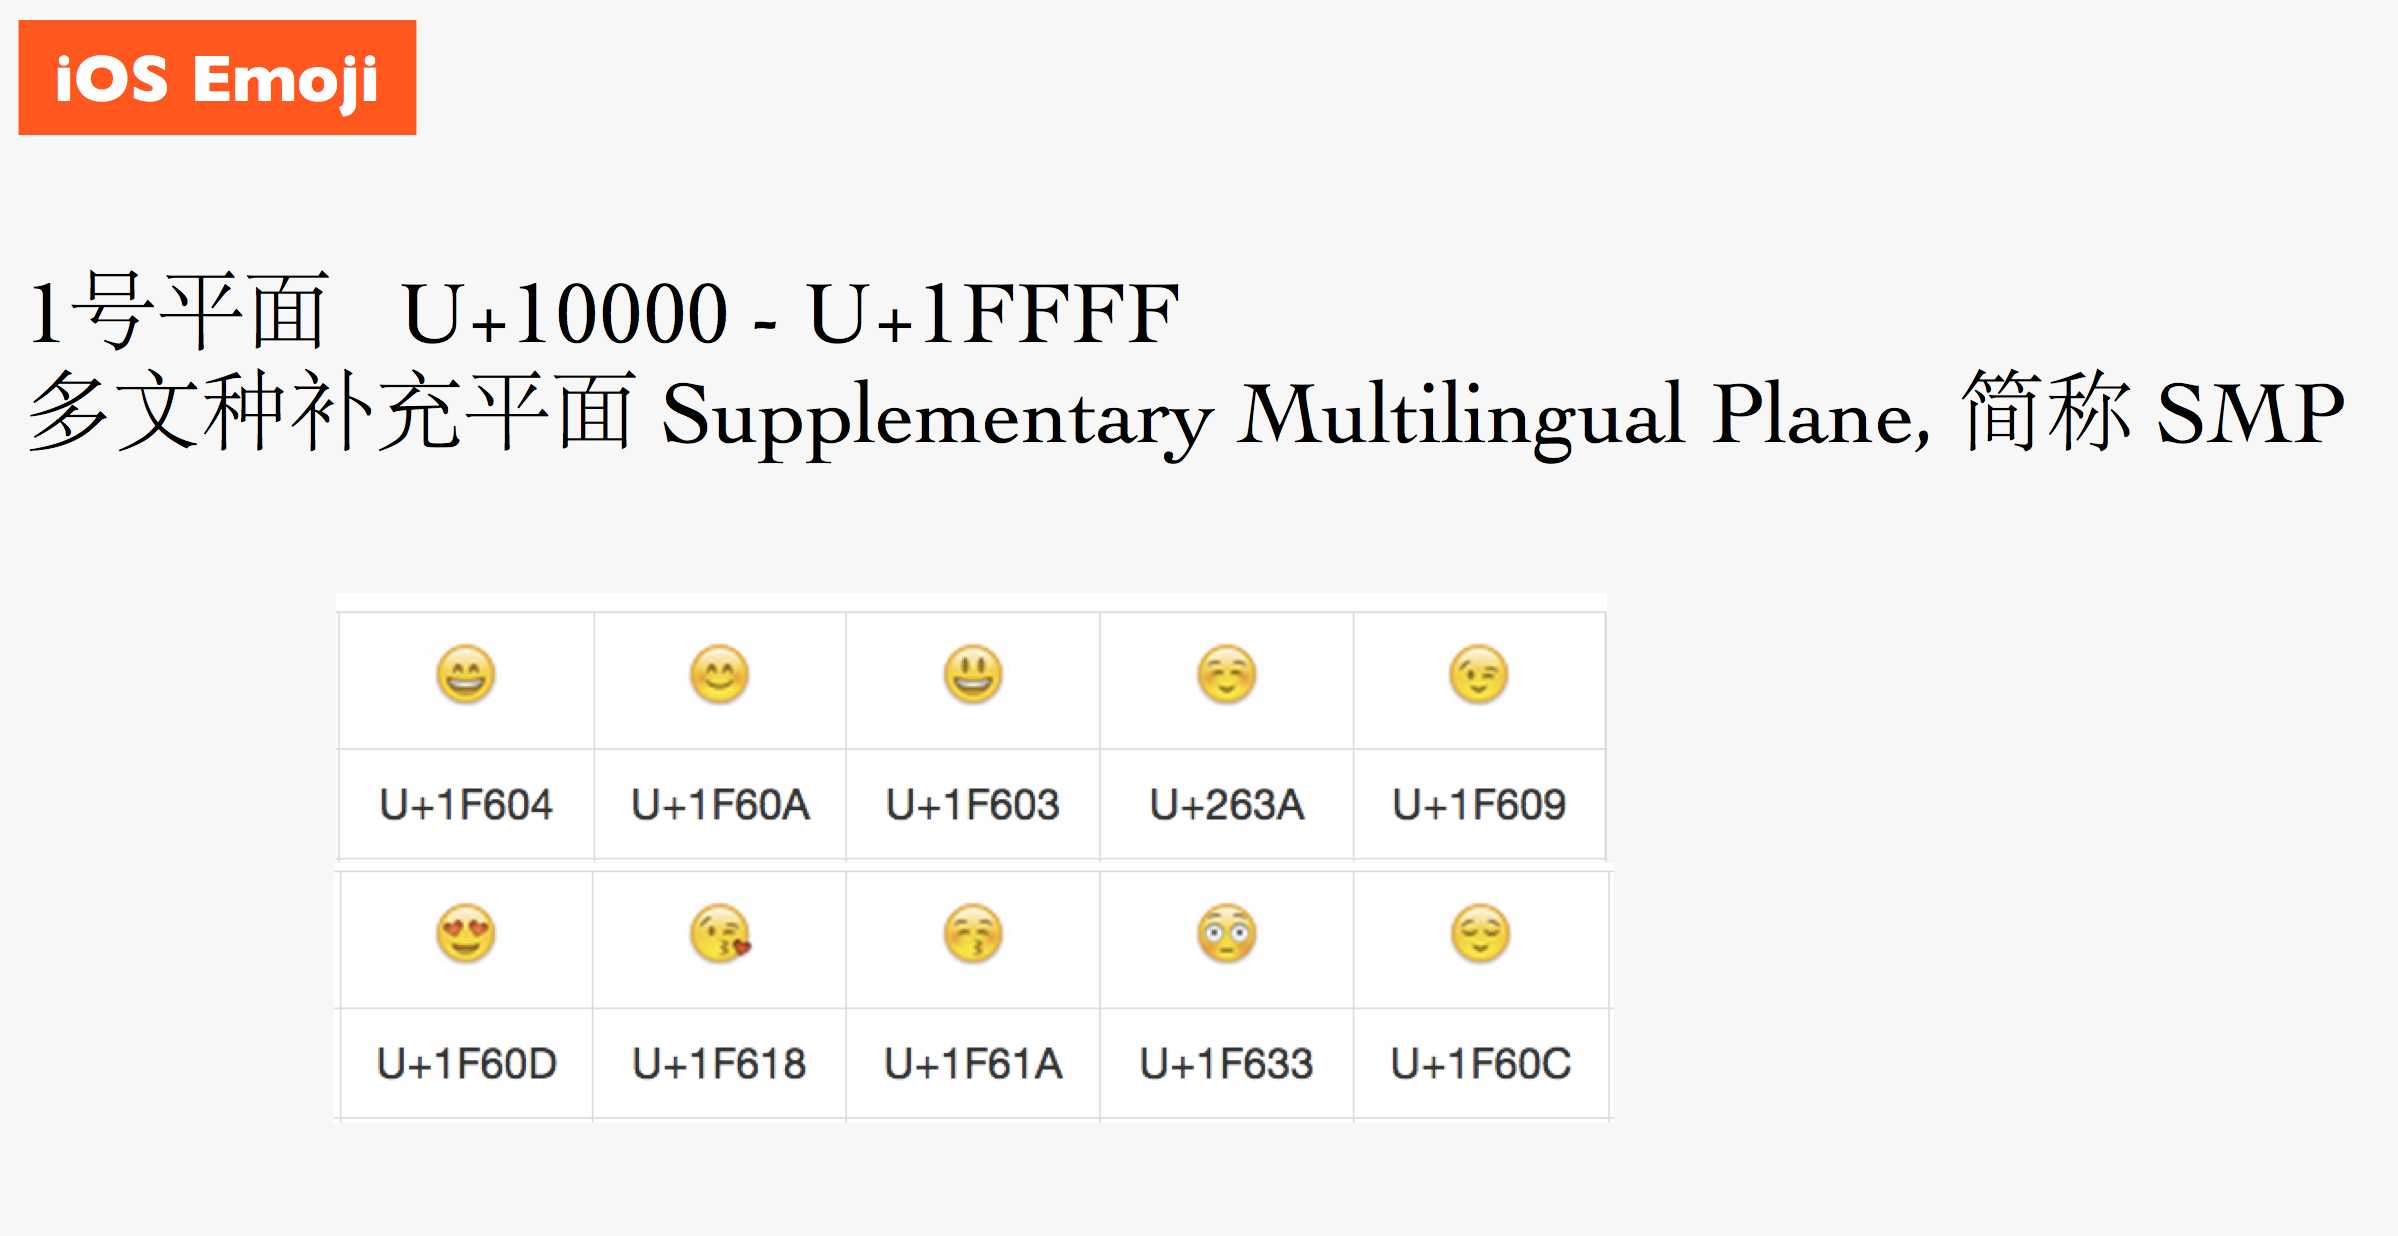 iOS Emoji
1号平面 U+10000 - U+1FFFF
多文种补充平面 Supplementary Multilingual Plane, 简称 SMP
U+1F604 U+1F60A U+1F603 U+263A U+1F609
U+1F60D U+1F618 U+1F61A U+1F633 U+1F60C